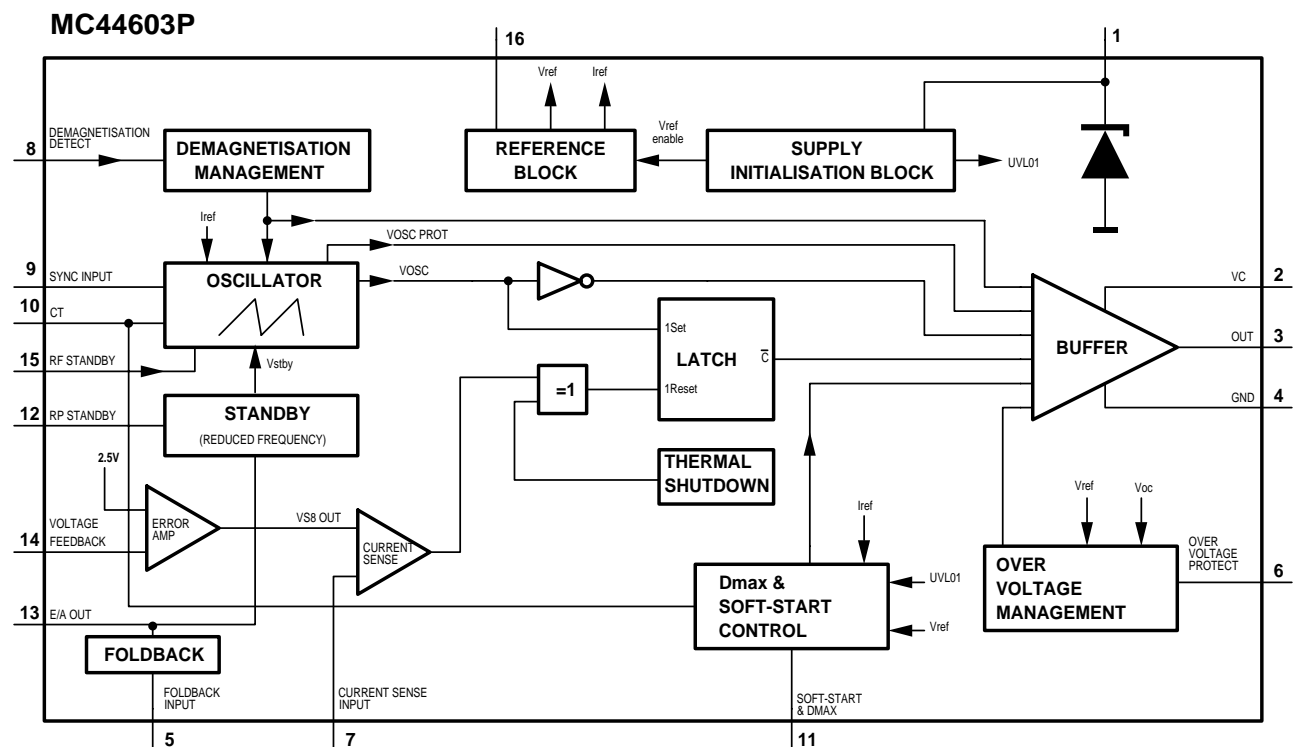 MC44603P
16
1
Vref
Iref
8
DEMAGNETISATION
DETECT
DEMAGNETISATION
MANAGEMENT
REFERENCE
BLOCK
Vref
enable
SUPPLY
INITIALISATION BLOCK
UVL01
Iref
VOSC PROT
9
SYNC INPUT
OSCILLATOR
VOSC
VC
2
10
CT
1Set
LATCH
C̅
BUFFER
OUT
3
15
RF STANDBY
Vstby
=1
1Reset
GND
4
12
RP STANDBY
STANDBY
(REDUCED FREQUENCY)
2.5V
THERMAL
SHUTDOWN
Vref
Voc
Iref
14
VOLTAGE
FEEDBACK
ERROR
AMP
VS8 OUT
CURRENT
SENSE
OVER
VOLTAGE
PROTECT
6
OVER
VOLTAGE
MANAGEMENT
Dmax &
SOFT-START
CONTROL
UVL01
Vref
13
E/A OUT
FOLDBACK
FOLDBACK
INPUT
CURRENT SENSE
INPUT
SOFT-START
& DMAX
5
7
11